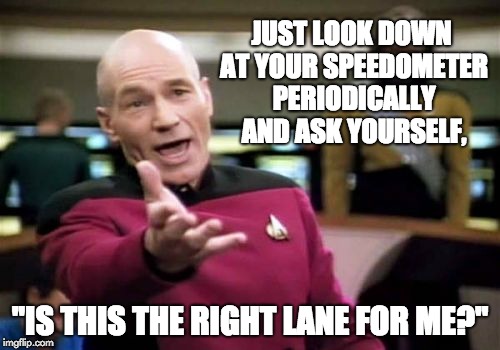 JUST LOOK DOWN
AT YOUR SPEEDOMETER
PERIODICALLY
AND ASK YOURSELF,
"IS THIS THE RIGHT LANE FOR ME?"
imgflip.com